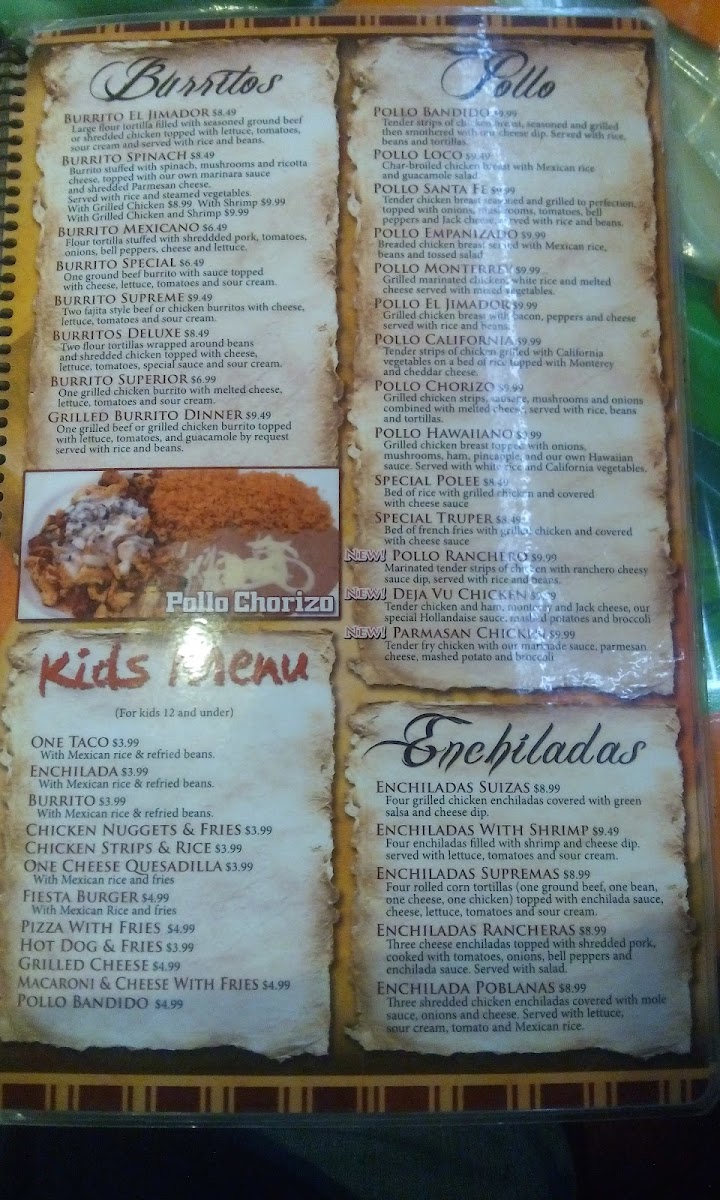 Burritos
BURRITO EL JIMADOR $8.49
Large flour tortilla filled with seasoned ground beef
or shredded chicken topped with lettuce, tomatoes,
sour cream and served with rice and beans.
BURRITO SPINACH $8.49
Burrito stuffed with spinach, mushrooms and ricotta
cheese, topped with our own marinara sauce
and shredded Parmesan cheese.
Served with rice and steamed vegetables.
With Grilled Chicken $8.99 With Shrimp $9.99
With Grilled Chicken and Shrimp $9.99
BURRITO MEXICANO $6.49
Flour tortilla stuffed with shreddded pork, tomatoes,
onions, bell peppers, cheese and lettuce.
BURRITO SPECIAL $6.49
One ground beef burrito with sauce topped
with cheese, lettuce, tomatoes and sour cream.
BURRITO SUPREME $9.49
Two fajita style beef or chicken burritos with cheese,
lettuce, tomatoes and sour cream.
BURRITOS DELUXE $8.49
Two flour tortillas wrapped around beans
and shredded chicken topped with cheese,
lettuce, tomatoes, special sauce and sour cream.
BURRITO SUPERIOR $6.99
One grilled chicken burrito with melted cheese,
lettuce, tomatoes and sour cream.
GRILLED BURRITO DINNER $9.49
One grilled beef or grilled chicken burrito topped
with lettuce, tomatoes, and guacamole by request
served with rice and beans.
Pollo Chorizo
Kids Menu
(For kids 12 and under)
ONE TACO $3.99
With Mexican rice & refried beans.
ENCHILADA $3.99
With Mexican rice & refried beans.
BURRITO $3.99
With Mexican rice & refried beans.
CHICKEN NUGGETS & FRIES $3.99
CHICKEN STRIPS & RICE $3.99
ONE CHEESE QUESADILLA $3.99
With Mexican rice and fries
FIESTA BURGER $4.99
With Mexican Rice and fries
PIZZA WITH FRIES $4.99
HOT DOG & FRIES $3.99
GRILLED CHEESE $4.99
MACARONI & CHEESE WITH FRIES $4.99
POLLO BANDIDO $4.99
Pollo
POLLO BANDIDO $9.99
Tender strips of chicken breast, seasoned and grilled
then smothered with our cheese dip. Served with rice,
beans and tortillas.
POLLO LOCO $9.49
Char-broiled chicken breast with Mexican rice
and guacamole salad
POLLO SANTA FE $9.99
Tender chicken breast seasoned and grilled to perfection,
topped with onions, mushrooms, tomatoes, bell
peppers and Jack cheese, served with rice and beans.
POLLO EMPANIZADO $9.99
Breaded chicken breast served with Mexican rice,
beans and tossed salad
POLLO MONTERREY $9.99
Grilled marinated chicken, white rice and melted
cheese served with mixed vegetables.
POLLO EL JIMADOR $9.99
Grilled chicken breast with bacon, peppers and cheese
served with rice and beans.
POLLO CALIFORNIA $9.99
Tender strips of chicken grilled with California
vegetables on a bed of rice topped with Monterey
and cheddar cheese.
POLLO CHORIZO $9.99
Grilled chicken strips, sausage, mushrooms and onions
combined with melted cheese, served with rice, beans
and tortillas.
POLLO HAWAIIANO $9.99
Grilled chicken breast topped with onions,
mushrooms, ham, pineapple, and our own Hawaiian
sauce. Served with white rice and California vegetables.
SPECIAL POLEE $8.49
Bed of rice with grilled chicken and covered
with cheese sauce
SPECIAL TRUPER $8.49
Bed of french fries with grilled chicken and covered
with cheese sauce
NEW! POLLO RANCHERO $9.99
Marinated tender strips of chicken with ranchero cheesy
sauce dip, served with rice and beans.
NEW! DEJA VU CHICKEN
Tender chicken and ham, monterey and Jack cheese, our
special Hollandaise sauce, mashed potatoes and broccoli
NEW! PARMASAN CHICKEN $9.99
Tender fry chicken with our marinade sauce, parmesan
cheese, mashed potato and broccoli
Enchiladas
ENCHILADAS SUIZAS $8.99
Four grilled chicken enchiladas covered with green
salsa and cheese dip.
ENCHILADAS WITH SHRIMP $9.49
Four enchiladas filled with shrimp and cheese dip.
served with lettuce, tomatoes and sour cream.
ENCHILADAS SUPREMAS $8.99
Four rolled corn tortillas (one ground beef, one bean,
one cheese, one chicken) topped with enchilada sauce,
cheese, lettuce, tomatoes and sour cream.
ENCHILADAS RANCHERAS $8.99
Three cheese enchiladas topped with shredded pork,
cooked with tomatoes, onions, bell peppers and
enchilada sauce. Served with salad.
ENCHILADA POBLANAS $8.99
Three shredded chicken enchiladas covered with mole
sauce, onions and cheese. Served with lettuce,
sour cream, tomato and Mexican rice.